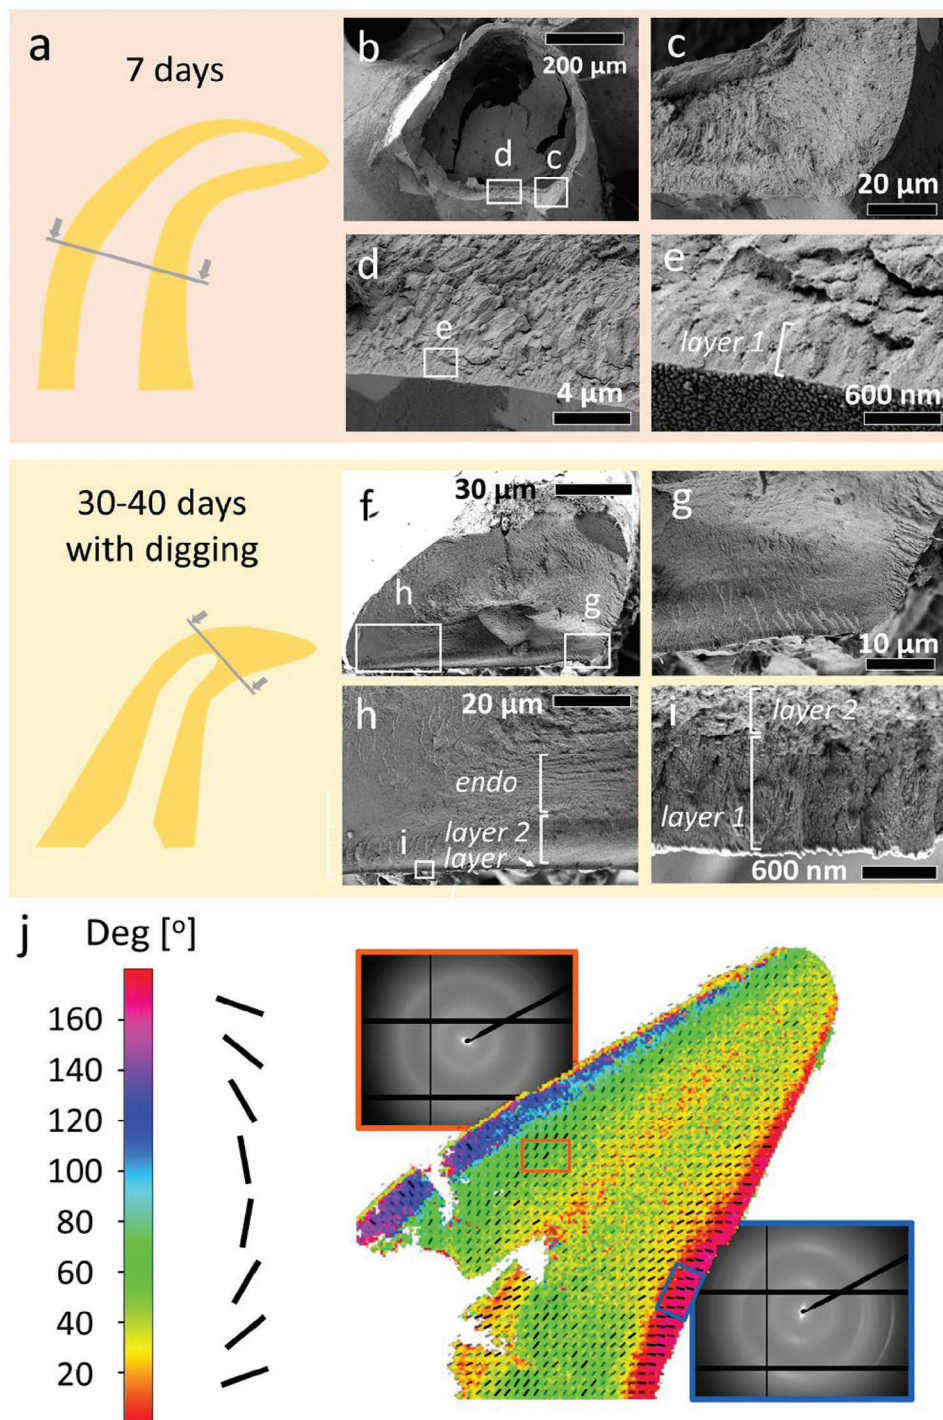 a
7 days
b
200 µm
d
c
c
20 µm
d
e
4 µm
e
layer 1
600 nm
30-40 days
with digging
f
30 µm
h
g
g
10 µm
h
20 µm
endo
layer 2
layer
i
i
layer 2
layer 1
600 nm
j
Deg [º]
160
140
120
100
80
60
40
20